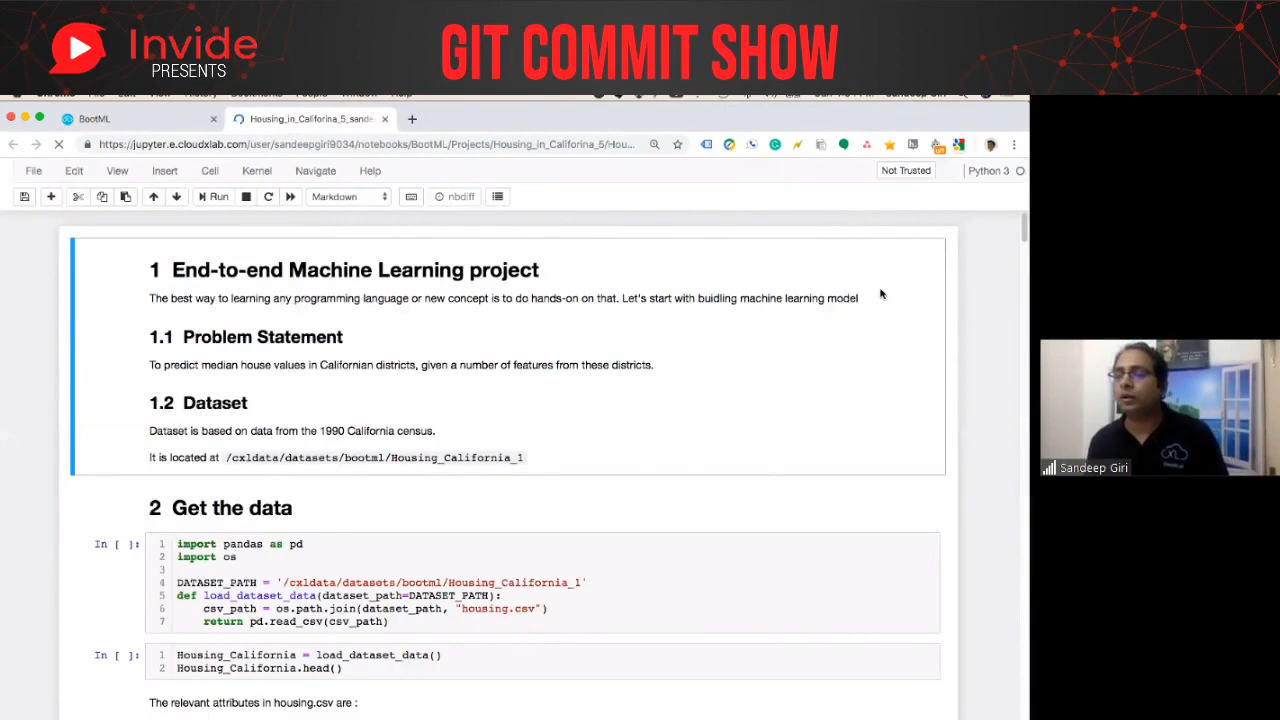 Invide
PRESENTS
GIT COMMIT SHOW
BootML
Housing_in_Califorina_5_sande
https://jupyter.e.cloudxlab.com/user/sandeepgiri9034/notebooks/BootML/Projects/Housing_in_Califorina_5/Hou...
File Edit View Insert Cell Kernel Navigate Help
Not Trusted
Python 3
Run
Markdown
nbdiff
1 End-to-end Machine Learning project
The best way to learning any programming language or new concept is to do hands-on on that. Let's start with buidling machine learning model
1.1 Problem Statement
To predict median house values in Californian districts, given a number of features from these districts.
1.2 Dataset
Dataset is based on data from the 1990 California census.
It is located at /cxldata/datasets/bootml/Housing_California_1
2 Get the data
In [ ]:
1 import pandas as pd
2 import os
3
4 DATASET_PATH = '/cxldata/datasets/bootml/Housing_California_1'
5 def load_dataset_data(dataset_path=DATASET_PATH):
6 csv_path = os.path.join(dataset_path, "housing.csv")
7 return pd.read_csv(csv_path)
In [ ]:
1 Housing_California = load_dataset_data()
2 Housing_California.head()
The relevant attributes in housing.csv are :
Sandeep Giri